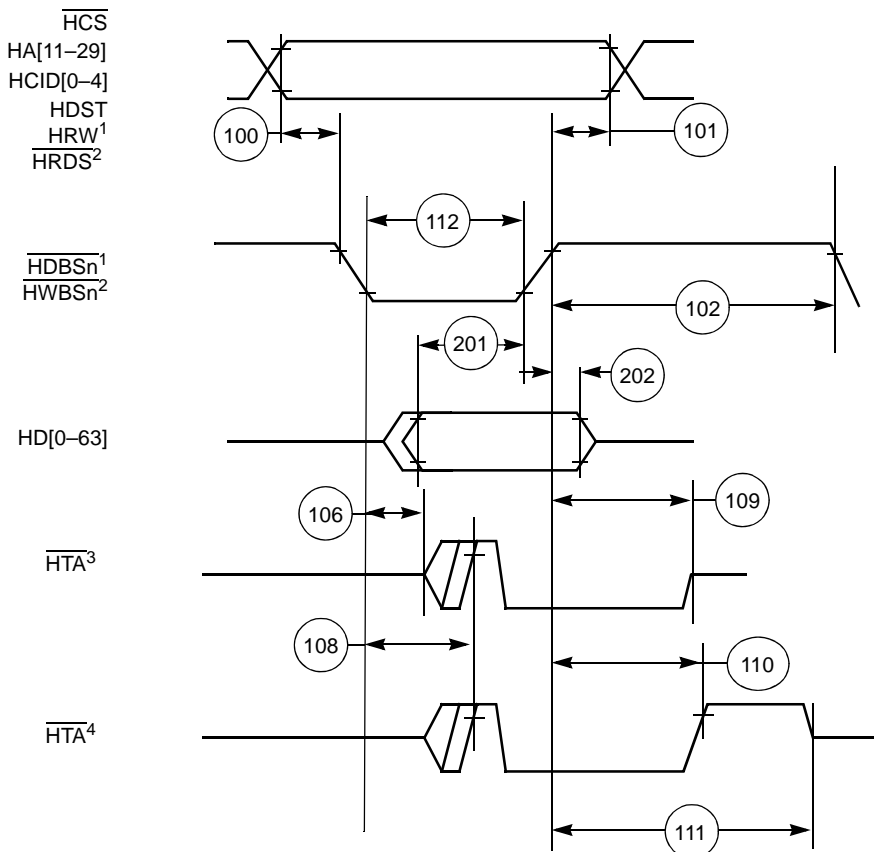 HCS
HA[11–29]
HCID[0–4]
HDST
HRW1
HRDS2
100
101
112
HDBSn1
HWBSn2
102
201
202
HD[0–63]
106
109
HTA3
108
110
HTA4
111